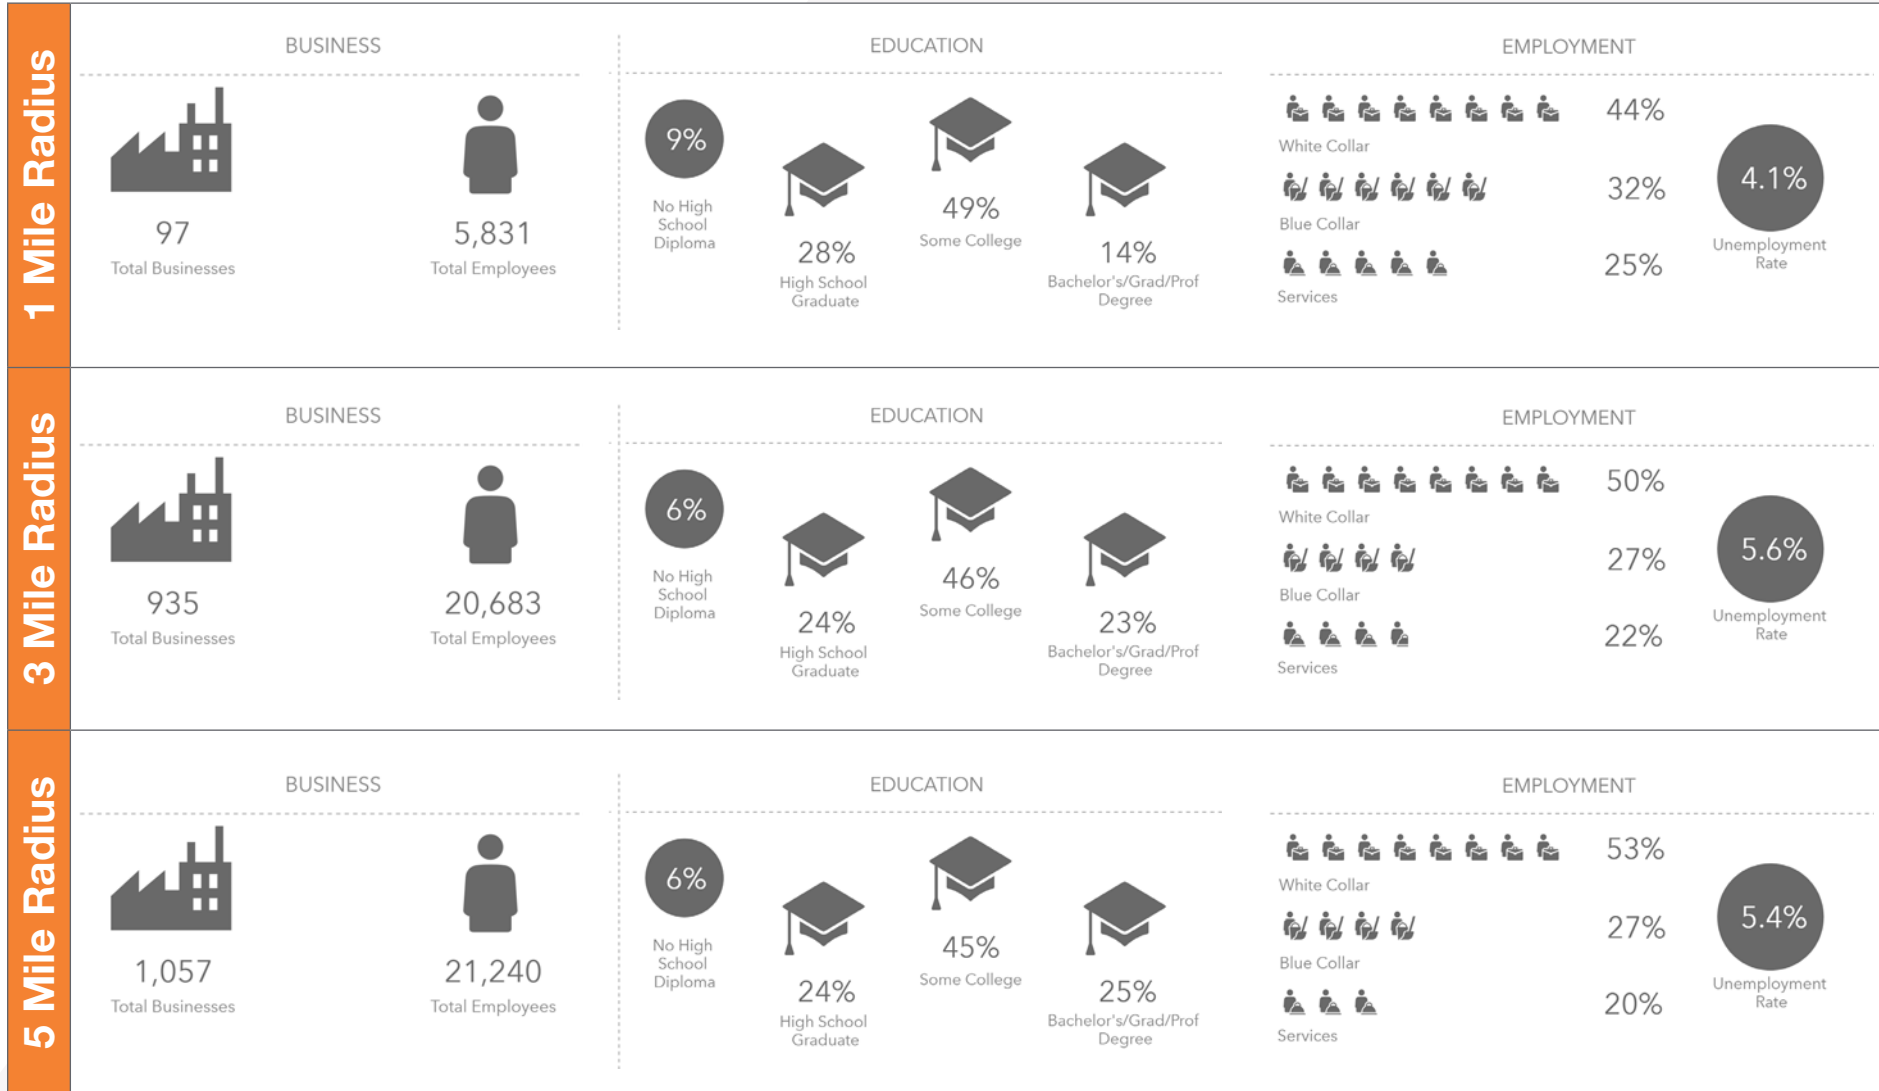 1 Mile Radius
BUSINESS
97
Total Businesses
5,831
Total Employees
EDUCATION
9%
No High
School
Diploma
28%
High School
Graduate
49%
Some College
14%
Bachelor's/Grad/Prof
Degree
EMPLOYMENT
44%
White Collar
32%
Blue Collar
25%
Services
4.1%
Unemployment
Rate
3 Mile Radius
BUSINESS
935
Total Businesses
20,683
Total Employees
EDUCATION
6%
No High
School
Diploma
24%
High School
Graduate
46%
Some College
23%
Bachelor's/Grad/Prof
Degree
EMPLOYMENT
50%
White Collar
27%
Blue Collar
22%
Services
5.6%
Unemployment
Rate
5 Mile Radius
BUSINESS
1,057
Total Businesses
21,240
Total Employees
EDUCATION
6%
No High
School
Diploma
24%
High School
Graduate
45%
Some College
25%
Bachelor's/Grad/Prof
Degree
EMPLOYMENT
53%
White Collar
27%
Blue Collar
20%
Services
5.4%
Unemployment
Rate